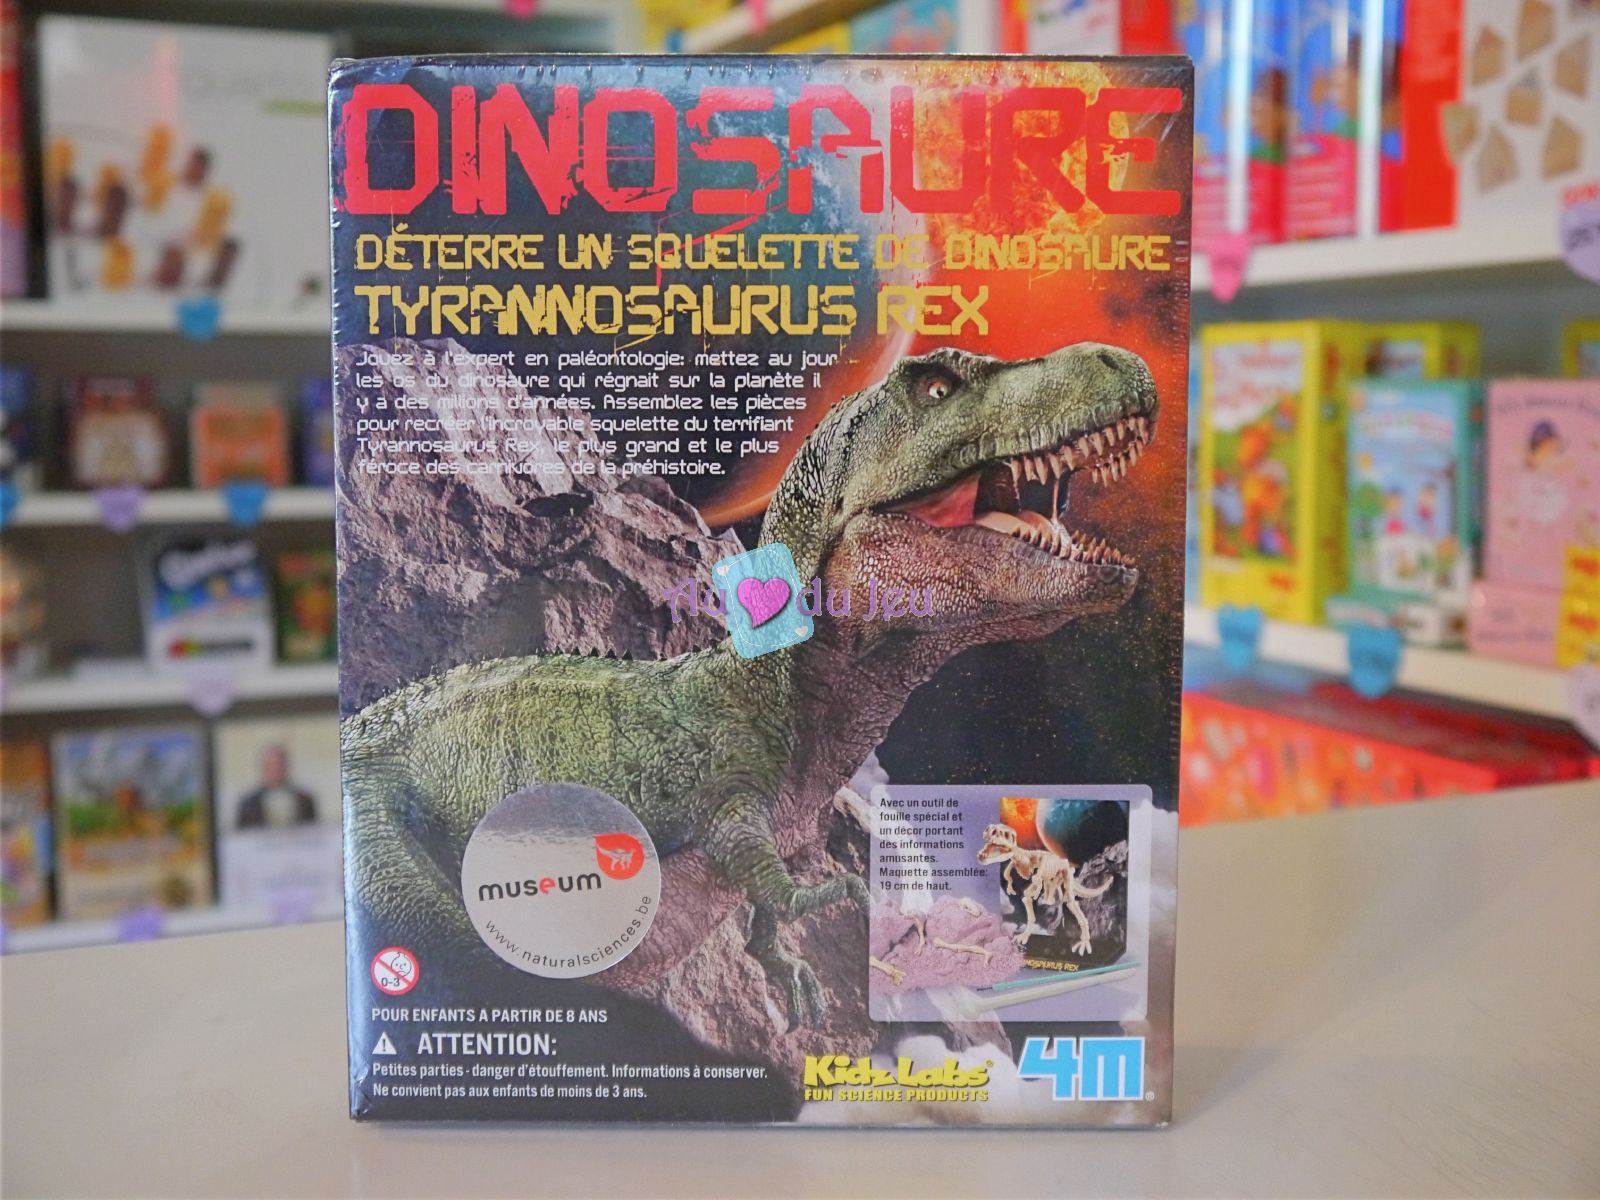 DINOSAURE
DÉTERRE UN SQUELETTE DE DINOSAURE
TYRANNOSAURUS REX
Jouez à l'expert en paléontologie: mettez au jour
les os du dinosaure qui régnait sur la planète il
y a des millions d'années. Assemblez les pièces
pour recréer l'incroyable squelette du terrifiant
Tyrannosaurus Rex, le plus grand et le plus
féroce des carnivores de la préhistoire.
Au du Jeu
museum
www.naturalsciences.be
Avec un outil de
fouille spécial et
un décor portant
des informations
amusantes.
Maquette assemblée:
19 cm de haut.
NOSAURUS REX
0-3
POUR ENFANTS A PARTIR DE 8 ANS
ATTENTION:
Petites parties - danger d'étouffement. Informations à conserver.
Ne convient pas aux enfants de moins de 3 ans.
Kidz Labs®
FUN SCIENCE PRODUCTS
4M®